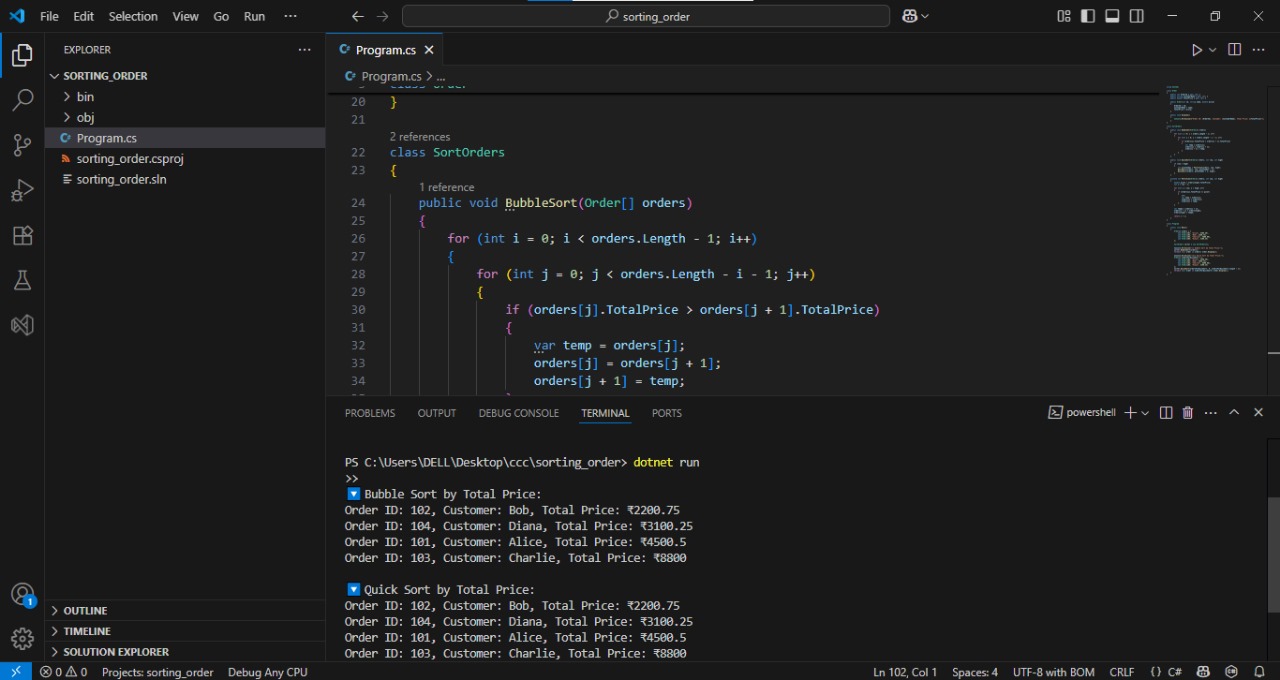 File Edit Selection View Go Run ···
sorting_order
EXPLORER
SORTING_ORDER
bin
obj
Program.cs
sorting_order.csproj
sorting_order.sln
OUTLINE
TIMELINE
SOLUTION EXPLORER
Program.cs
Program.cs > ...
20 }
21
2 references
22 class SortOrders
23 {
1 reference
24 public void BubbleSort(Order[] orders)
25 {
26 for (int i = 0; i < orders.Length - 1; i++)
27 {
28 for (int j = 0; j < orders.Length - i - 1; j++)
29 {
30 if (orders[j].TotalPrice > orders[j + 1].TotalPrice)
31 {
32 var temp = orders[j];
33 orders[j] = orders[j + 1];
34 orders[j + 1] = temp;
PROBLEMS OUTPUT DEBUG CONSOLE TERMINAL PORTS
powershell
PS C:\Users\DELL\Desktop\ccc\sorting_order> dotnet run
>>
🔽 Bubble Sort by Total Price:
Order ID: 102, Customer: Bob, Total Price: ₹2200.75
Order ID: 104, Customer: Diana, Total Price: ₹3100.25
Order ID: 101, Customer: Alice, Total Price: ₹4500.5
Order ID: 103, Customer: Charlie, Total Price: ₹8800
🔽 Quick Sort by Total Price:
Order ID: 102, Customer: Bob, Total Price: ₹2200.75
Order ID: 104, Customer: Diana, Total Price: ₹3100.25
Order ID: 101, Customer: Alice, Total Price: ₹4500.5
Order ID: 103, Customer: Charlie, Total Price: ₹8800
1
0 0 Projects: sorting_order Debug Any CPU
Ln 102, Col 1 Spaces: 4 UTF-8 with BOM CRLF {} C#